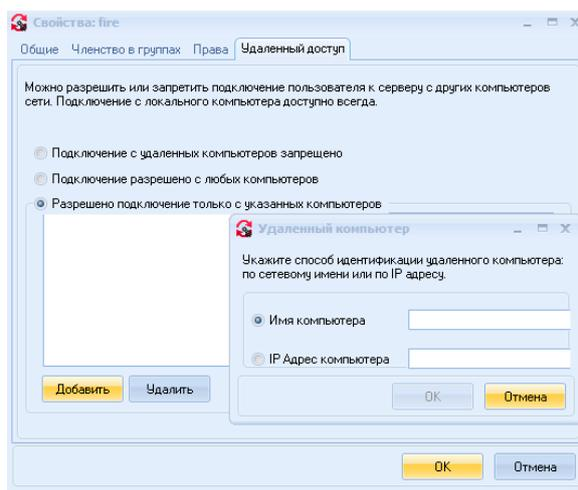 Свойства: fire
Общие Членство в группах Права Удаленный доступ
Можно разрешить или запретить подключение пользователя к серверу с других компьютеров
сети. Подключение с локального компьютера доступно всегда.
Подключение с удаленных компьютеров запрещено
Подключение разрешено с любых компьютеров
Разрешено подключение только с указанных компьютеров
Удаленный компьютер
Укажите способ идентификации удаленного компьютера:
по сетевому имени или по IP адресу.
Имя компьютера
IP Адрес компьютера
OK Отмена
Добавить Удалить
OK Отмена